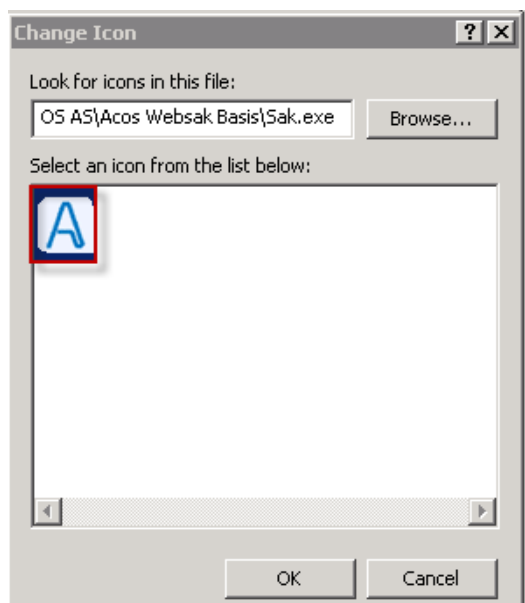 Change Icon
Look for icons in this file:
OS AS\Acos Websak Basis\Sak.exe Browse...
Select an icon from the list below:
A
OK Cancel